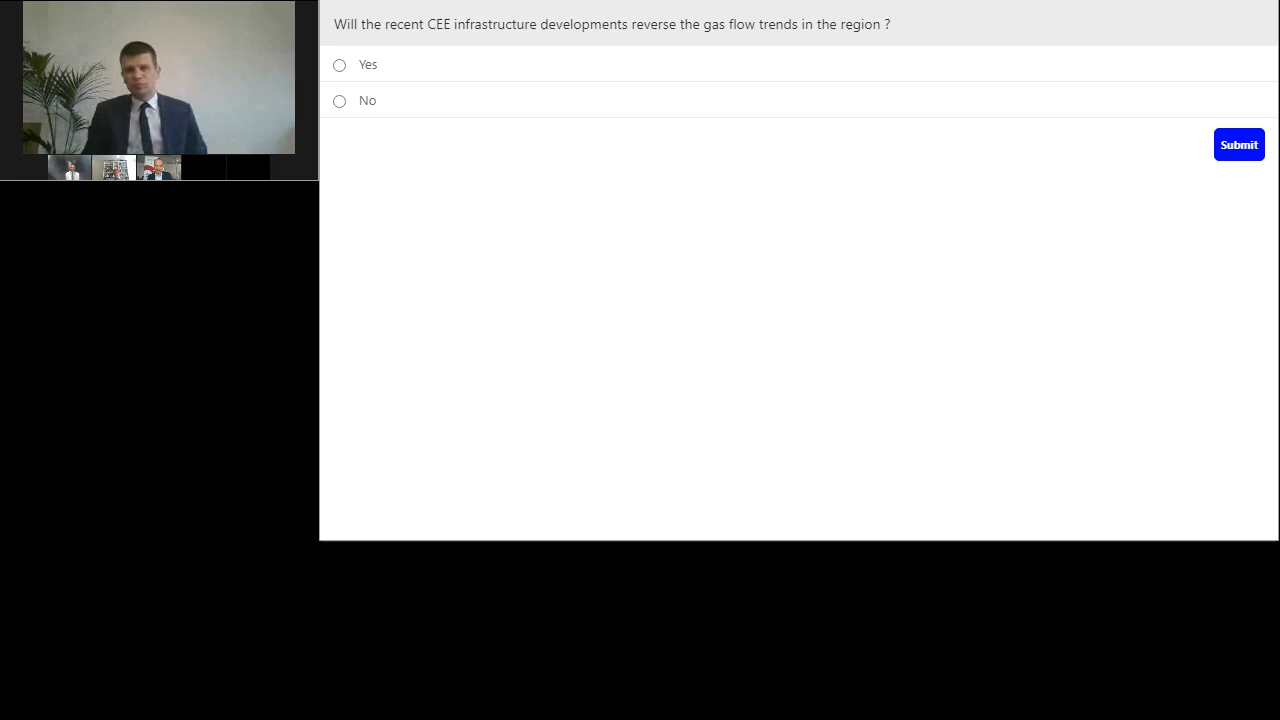 Will the recent CEE infrastructure developments reverse the gas flow trends in the region ?
Yes
No
Submit